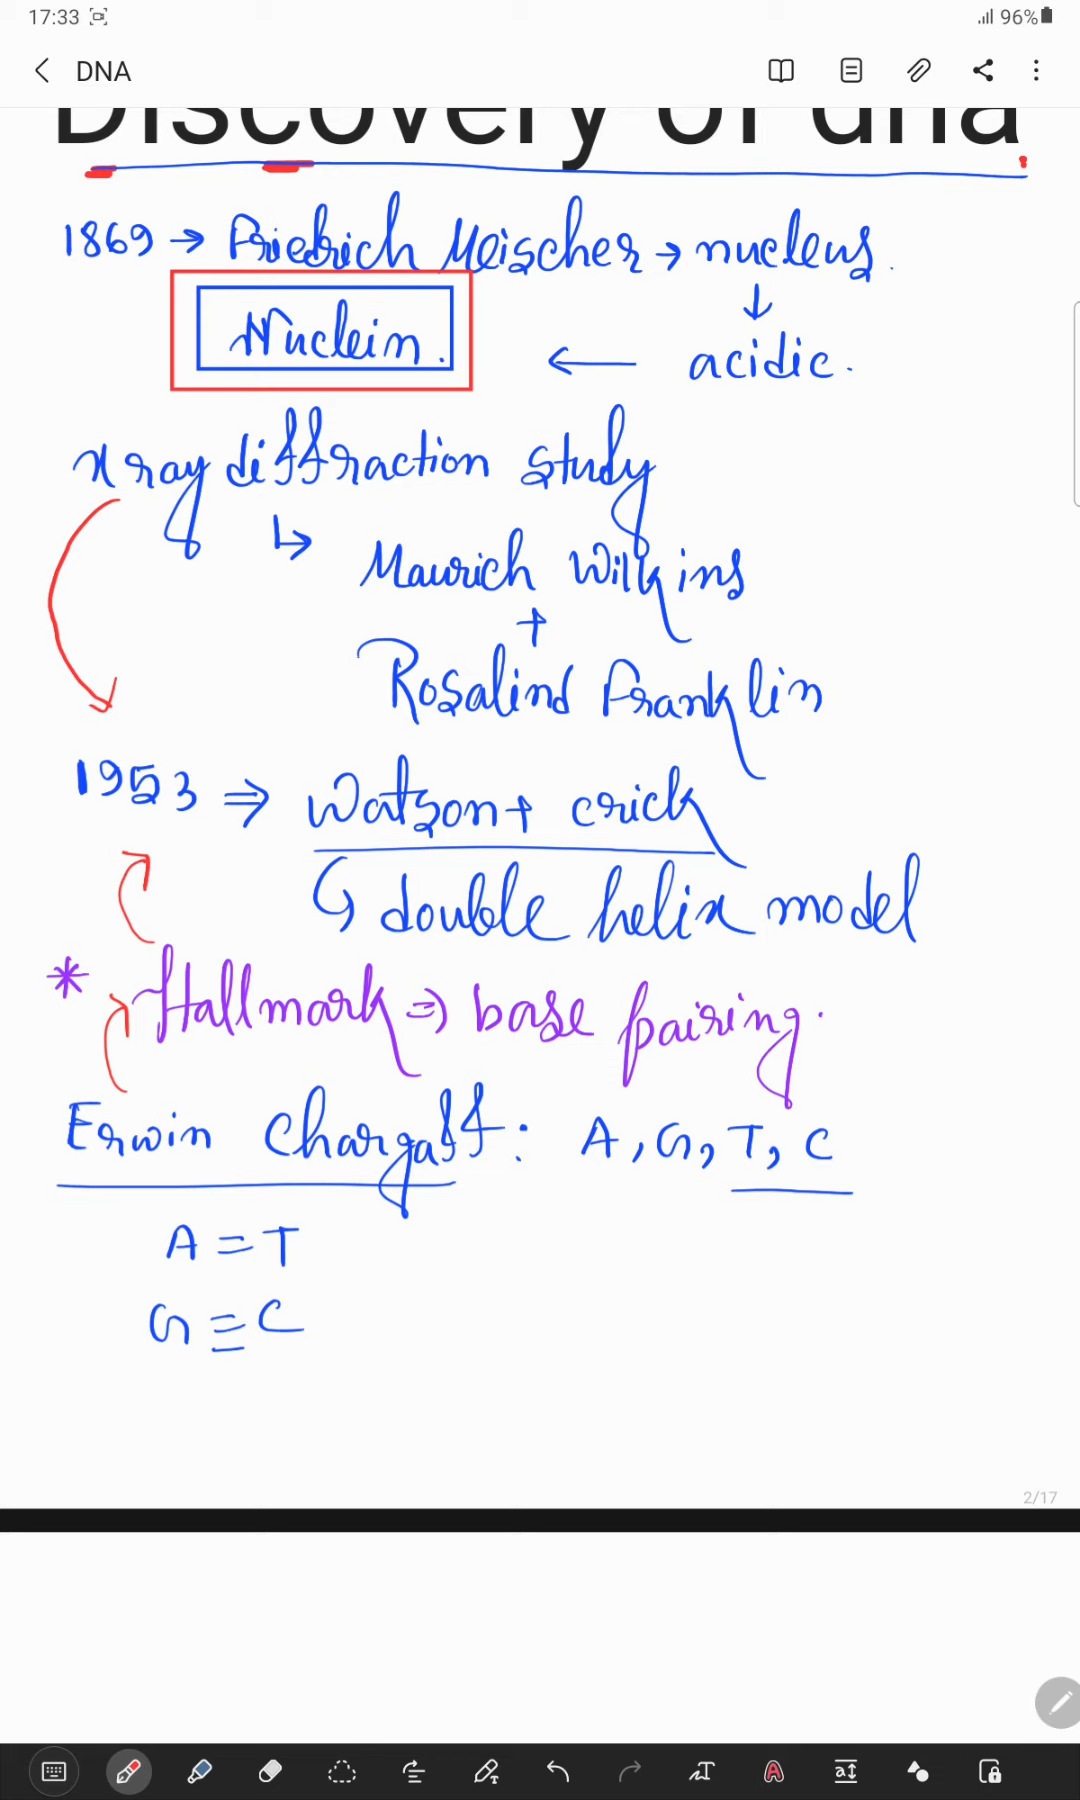 17:33 96%
DNA
Discovery of dna
1869 → Friedrich Meischer → nucleus.
↓
Nuclein. ← acidic.
x ray diffraction study
↳ Maurich Wilkins
+
Rosalind Franklin
1953 ⇒ Watson + crick
↳ double helix model
* Hallmark ⇒ base pairing.
Erwin Chargaff: A, G, T, C
A = T
G ≡ C
2/17